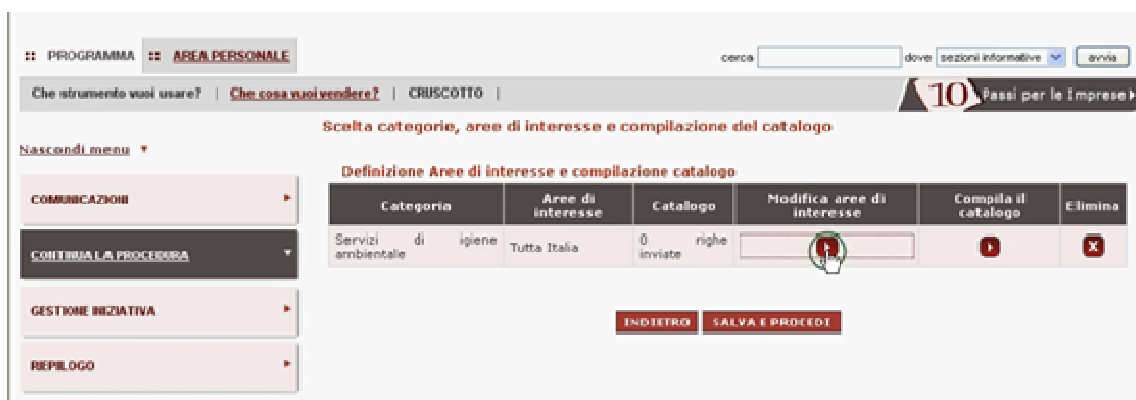 PROGRAMMA AREA PERSONALE
cerca dove sezioni informative avvia
Che strumento vuoi usare? | Che cosa vuoi vendere? | CRUSCOTTO |
10 Passi per le Imprese
Scelta categorie, aree di interesse e compilazione del catalogo
Nascondi menu
Definizione Aree di interesse e compilazione catalogo
COMUNICAZIONI
CONTINUA LA PROCEDURA
GESTIONE INIZIATIVA
RIEPILOGO
Categoria
Aree di
interesse
Catalogo
Modifica aree di
interesse
Compila il
catalogo
Elimina
Servizi di igiene
ambientale
Tutta Italia
0 righe
inviate
INDIETRO SALVA E PROCEDI